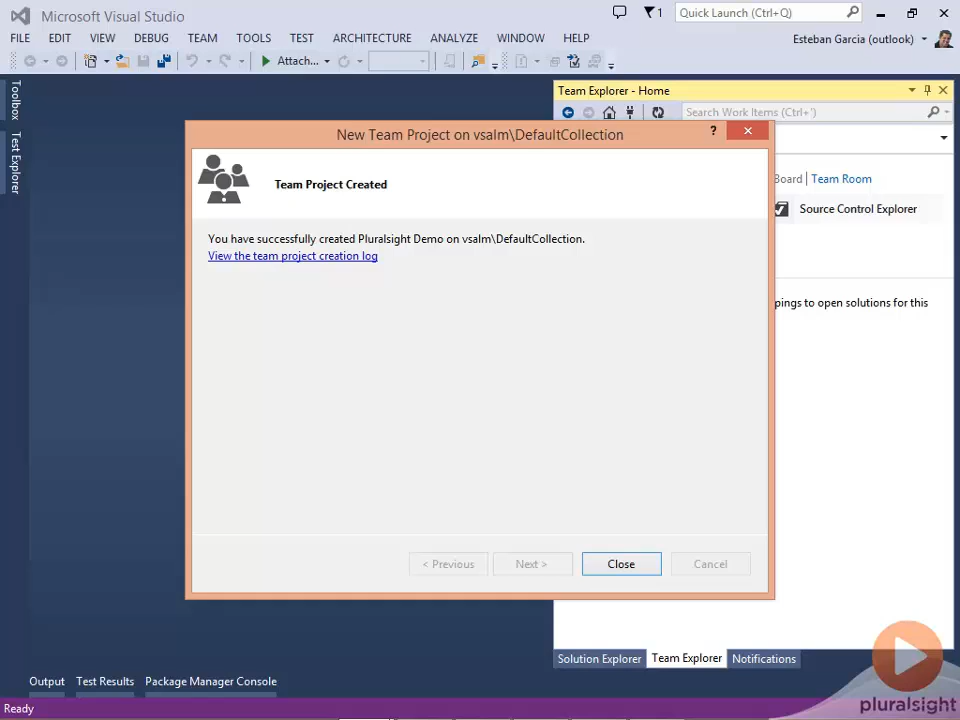 Microsoft Visual Studio
1
Quick Launch (Ctrl+Q)
FILE EDIT VIEW DEBUG TEAM TOOLS TEST ARCHITECTURE ANALYZE WINDOW HELP
Esteban Garcia (outlook)
Attach...
Toolbox
Test Explorer
Team Explorer - Home
Search Work Items (Ctrl+')
New Team Project on vsalm\DefaultCollection
?
Team Project Created
Board | Team Room
Source Control Explorer
You have successfully created Pluralsight Demo on vsalm\DefaultCollection.
View the team project creation log
pings to open solutions for this
< Previous
Next >
Close
Cancel
Solution Explorer Team Explorer Notifications
Output Test Results Package Manager Console
pluralsight
Ready